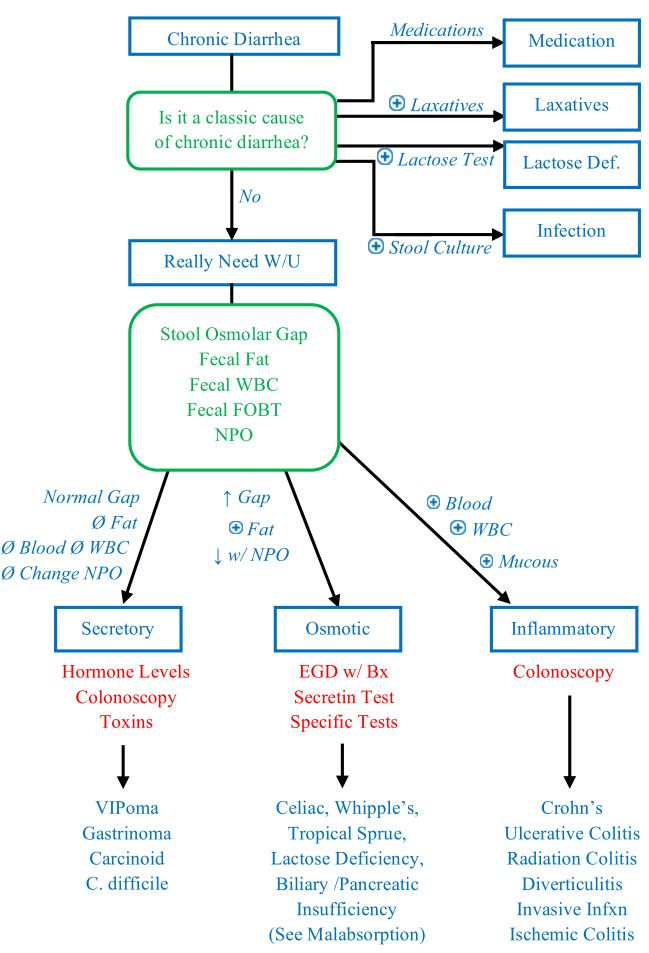 Chronic Diarrhea
Medications
Medication
Is it a classic cause
of chronic diarrhea?
⊕ Laxatives
Laxatives
⊕ Lactose Test
Lactose Def.
⊕ Stool Culture
Infection
No
Really Need W/U
Stool Osmolar Gap
Fecal Fat
Fecal WBC
Fecal FOBT
NPO
Normal Gap
Ø Fat
Ø Blood Ø WBC
Ø Change NPO
↑ Gap
⊕ Fat
↓ w/ NPO
⊕ Blood
⊕ WBC
⊕ Mucous
Secretory
Hormone Levels
Colonoscopy
Toxins
VIPoma
Gastrinoma
Carcinoid
C. difficile
Osmotic
EGD w/ Bx
Secretin Test
Specific Tests
Celiac, Whipple's,
Tropical Sprue,
Lactose Deficiency,
Biliary /Pancreatic
Insufficiency
(See Malabsorption)
Inflammatory
Colonoscopy
Crohn's
Ulcerative Colitis
Radiation Colitis
Diverticulitis
Invasive Infxn
Ischemic Colitis